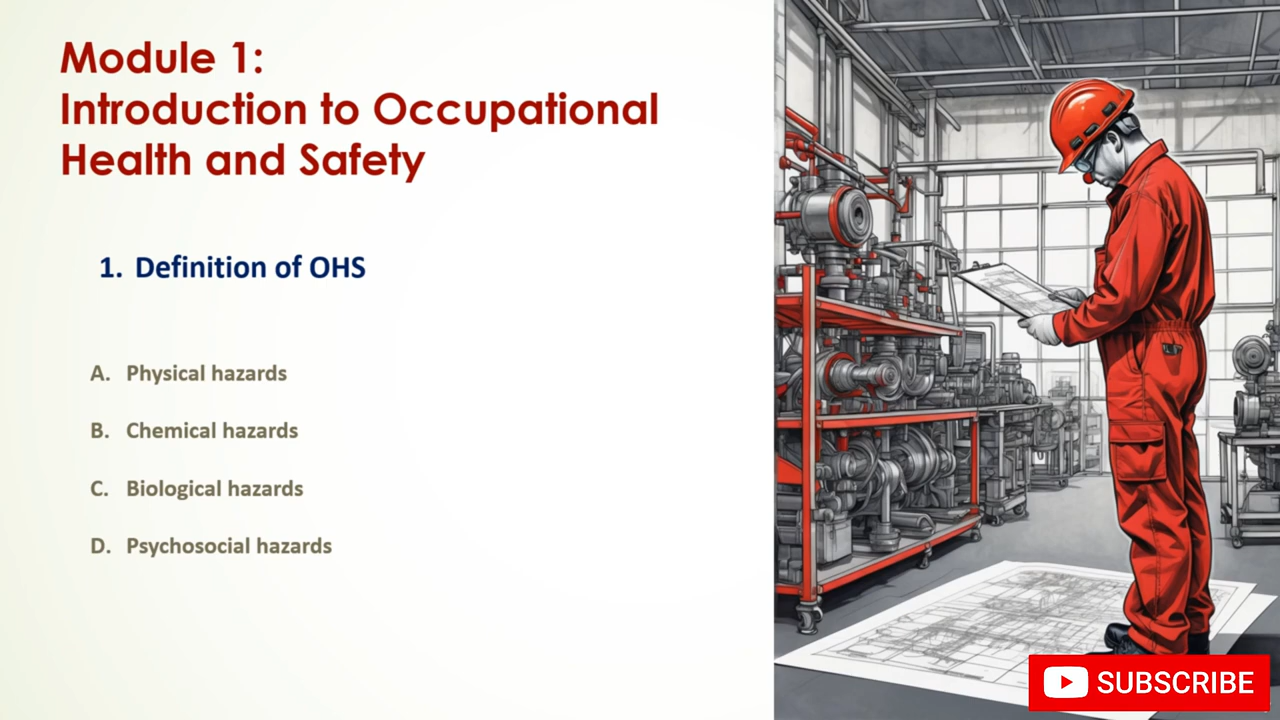 Module 1:
Introduction to Occupational
Health and Safety
1. Definition of OHS
A. Physical hazards
B. Chemical hazards
C. Biological hazards
D. Psychosocial hazards
SUBSCRIBE